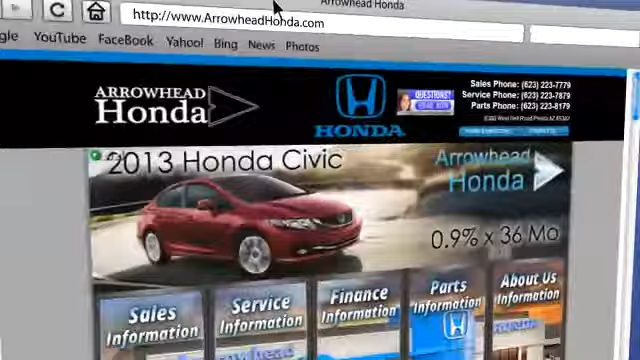 Arrowhead Honda
http://www.ArrowheadHonda.com
gle YouTube FaceBook Yahoo! Bing News Photos
ARROWHEAD
Honda
HONDA
QUESTIONS?
Sales Phone: (623) 223-7779
Service Phone: (623) 223-7879
Parts Phone: (623) 223-8179
2013 Honda Civic
Arrowhead
Honda
0.9% x 36 Mo
Sales
Information
Service
Information
Finance
Information
Parts
Information
About Us
Information